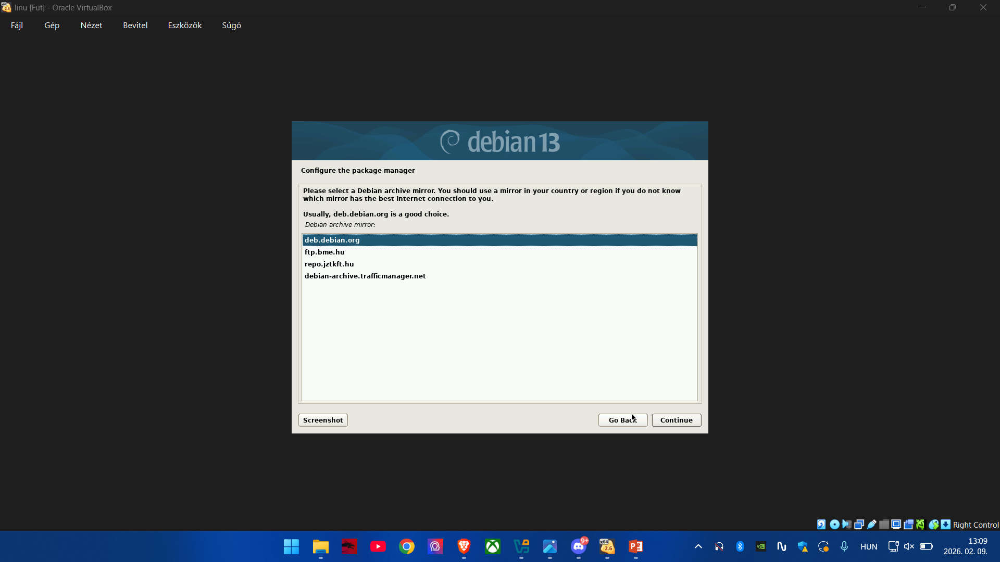 linu [Fut] - Oracle VirtualBox
Fájl Gép Nézet Bevitel Eszközök Súgó
debian 13
Configure the package manager
Please select a Debian archive mirror. You should use a mirror in your country or region if you do not know
which mirror has the best Internet connection to you.
Usually, deb.debian.org is a good choice.
Debian archive mirror:
deb.debian.org
ftp.bme.hu
repo.jztkft.hu
debian-archive.trafficmanager.net
Screenshot Go Back Continue
Right Control
9+
x64
2.6
HUN
13:09
2026. 02. 09.